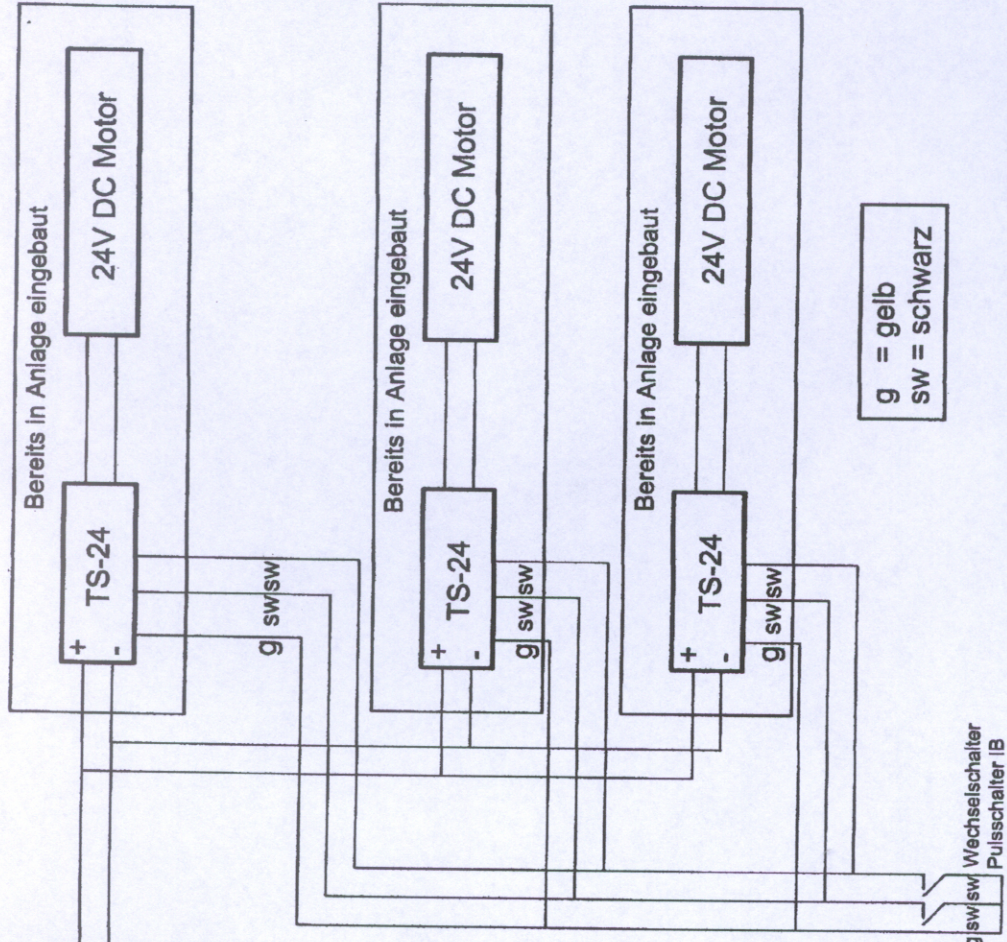 Bereits in Anlage eingebaut
24V DC Motor
TS-24
+
-
g sw sw
Bereits in Anlage eingebaut
24V DC Motor
TS-24
+
-
g sw sw
Bereits in Anlage eingebaut
24V DC Motor
TS-24
+
-
g sw sw
g = gelb
sw = schwarz
g sw sw Wechselschalter
Pulsschalter IB